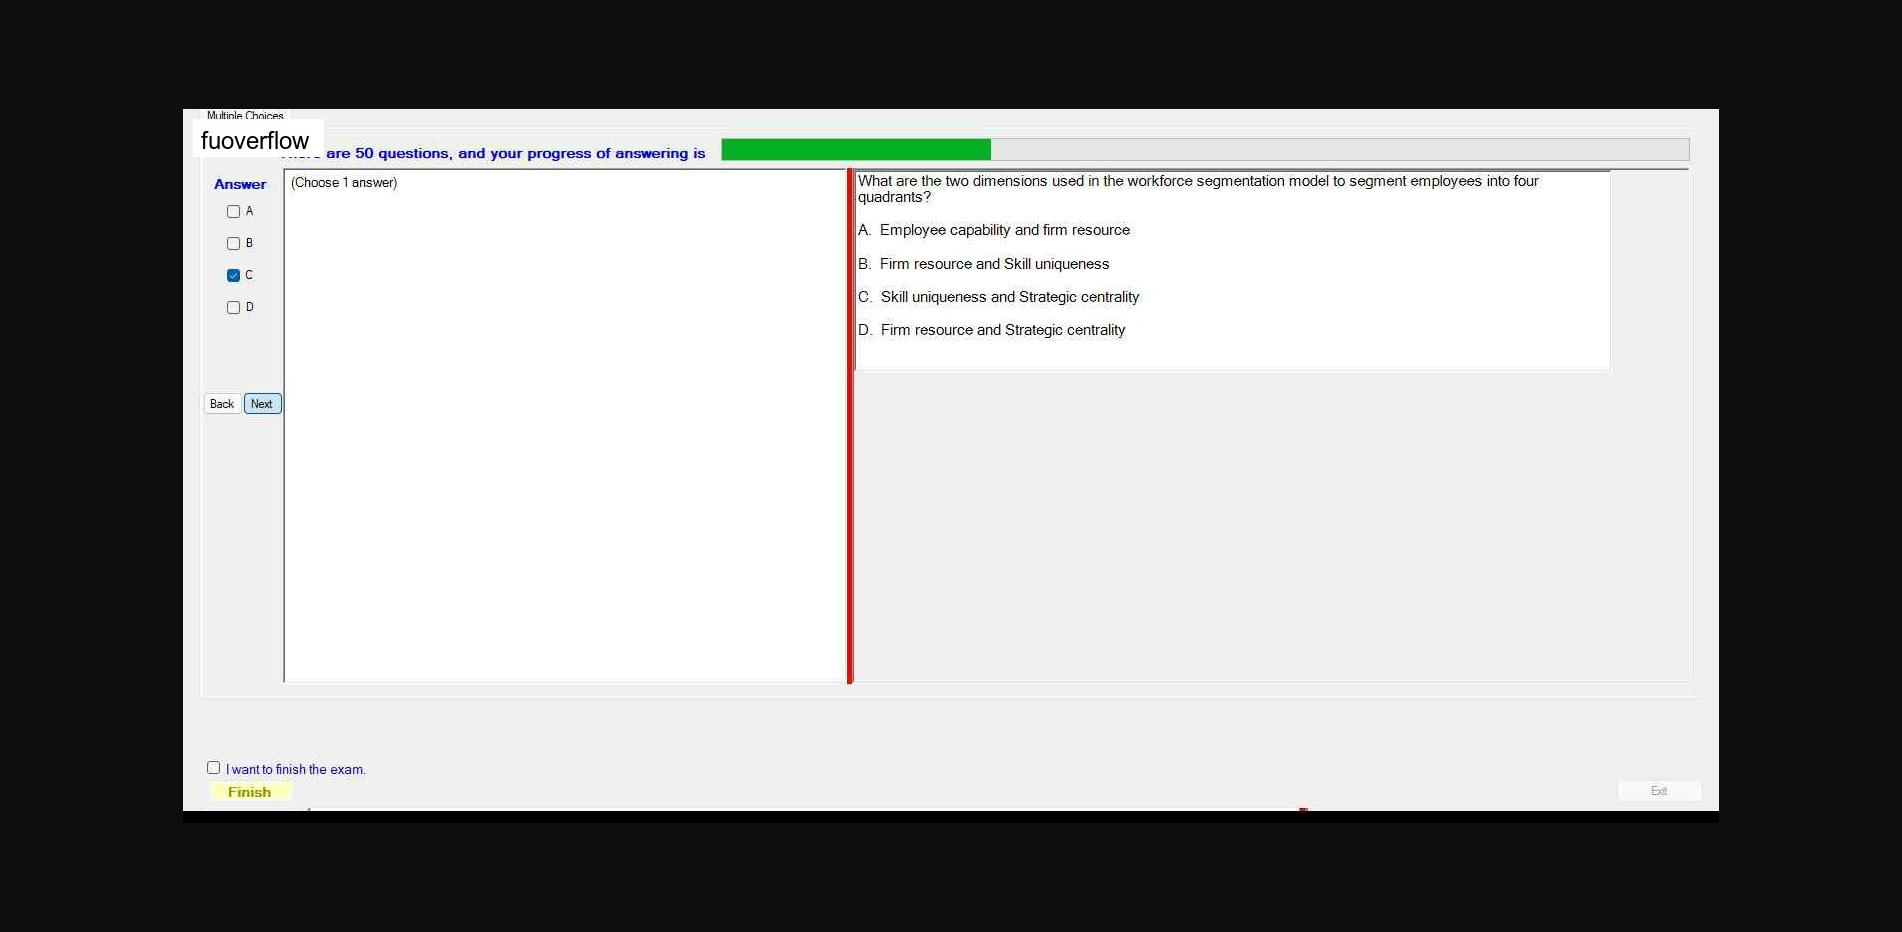 Multiple Choices
fuoverflow
are 50 questions, and your progress of answering is
Answer
(Choose 1 answer)
A
B
C
D
Back Next
What are the two dimensions used in the workforce segmentation model to segment employees into four
quadrants?
A. Employee capability and firm resource
B. Firm resource and Skill uniqueness
C. Skill uniqueness and Strategic centrality
D. Firm resource and Strategic centrality
I want to finish the exam.
Finish
Exit